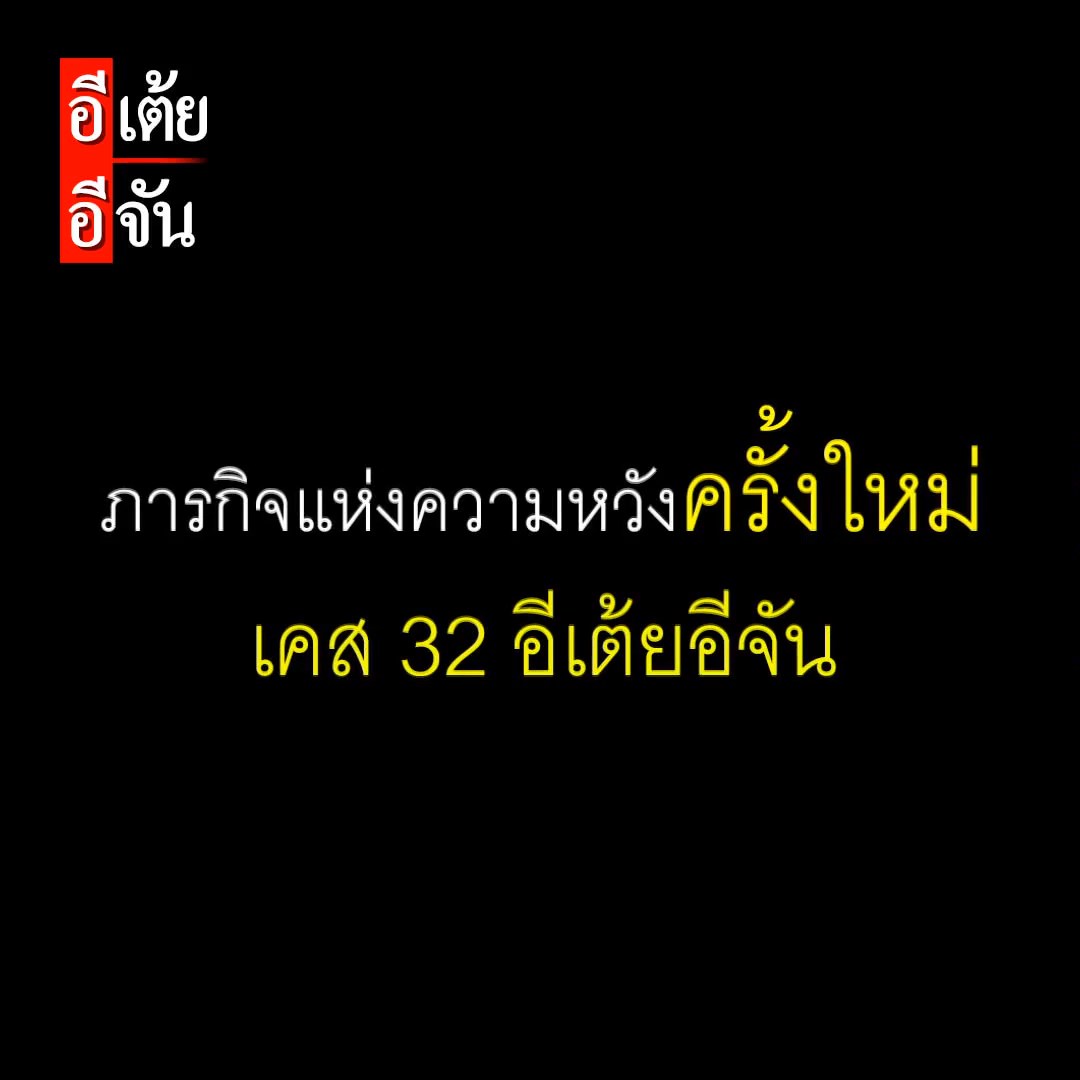 อีเต้ย
อีจัน
ภารกิจแห่งความหวังครั้งใหม่
เคส 32 อีเต้ยอีจัน